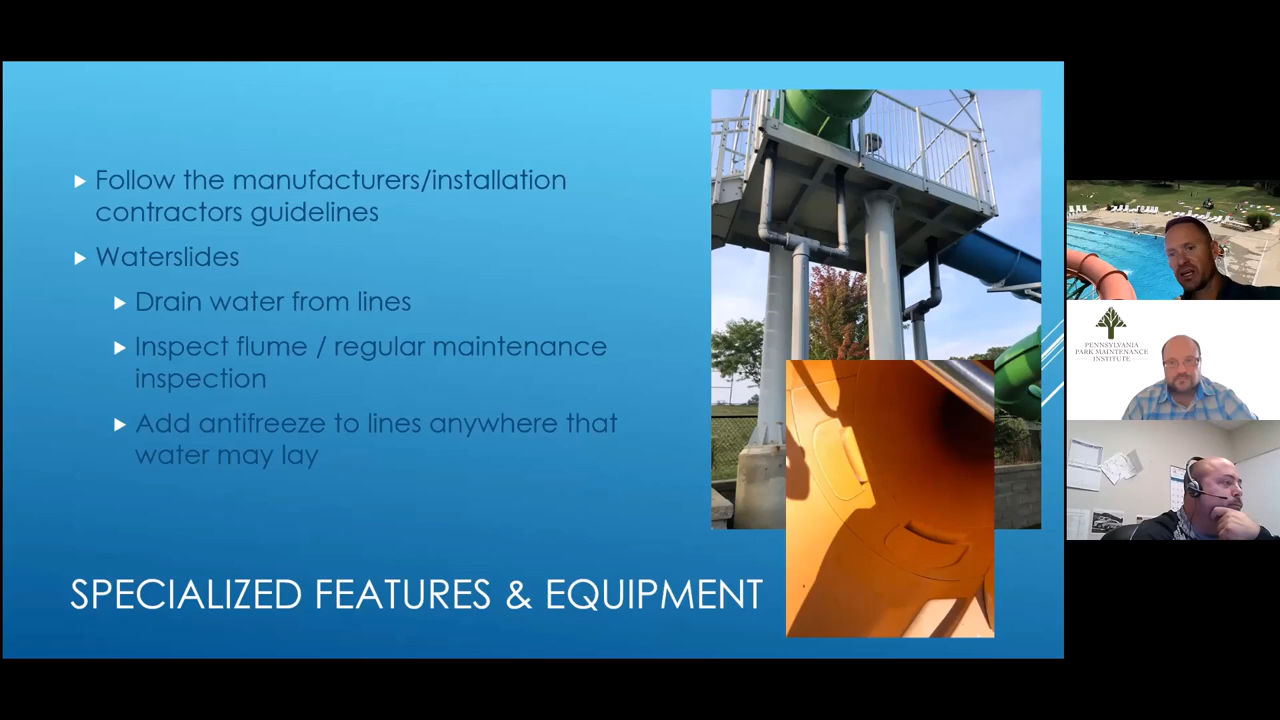 Follow the manufacturers/installation
contractors guidelines
Waterslides
Drain water from lines
Inspect flume / regular maintenance
inspection
Add antifreeze to lines anywhere that
water may lay
SPECIALIZED FEATURES & EQUIPMENT
PENNSYLVANIA
PARK MAINTENANCE
INSTITUTE